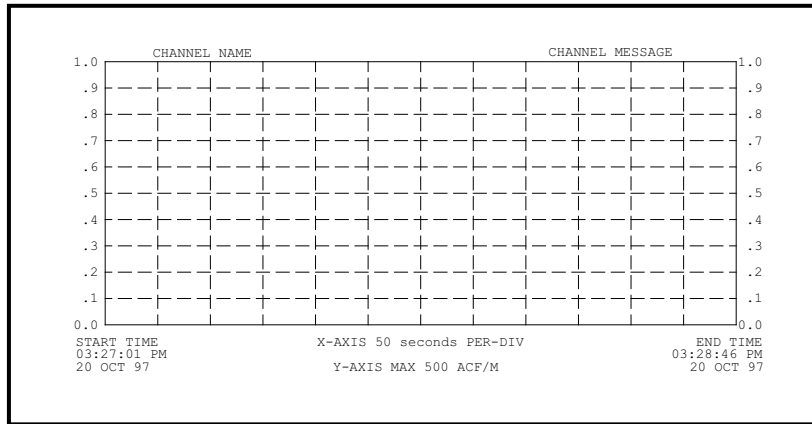 CHANNEL NAME CHANNEL MESSAGE
1.0 1.0
.9 .9
.8 .8
.7 .7
.6 .6
.5 .5
.4 .4
.3 .3
.2 .2
.1 .1
0.0 0.0
START TIME X-AXIS 50 seconds PER-DIV END TIME
03:27:01 PM 03:28:46 PM
20 OCT 97 Y-AXIS MAX 500 ACF/M 20 OCT 97